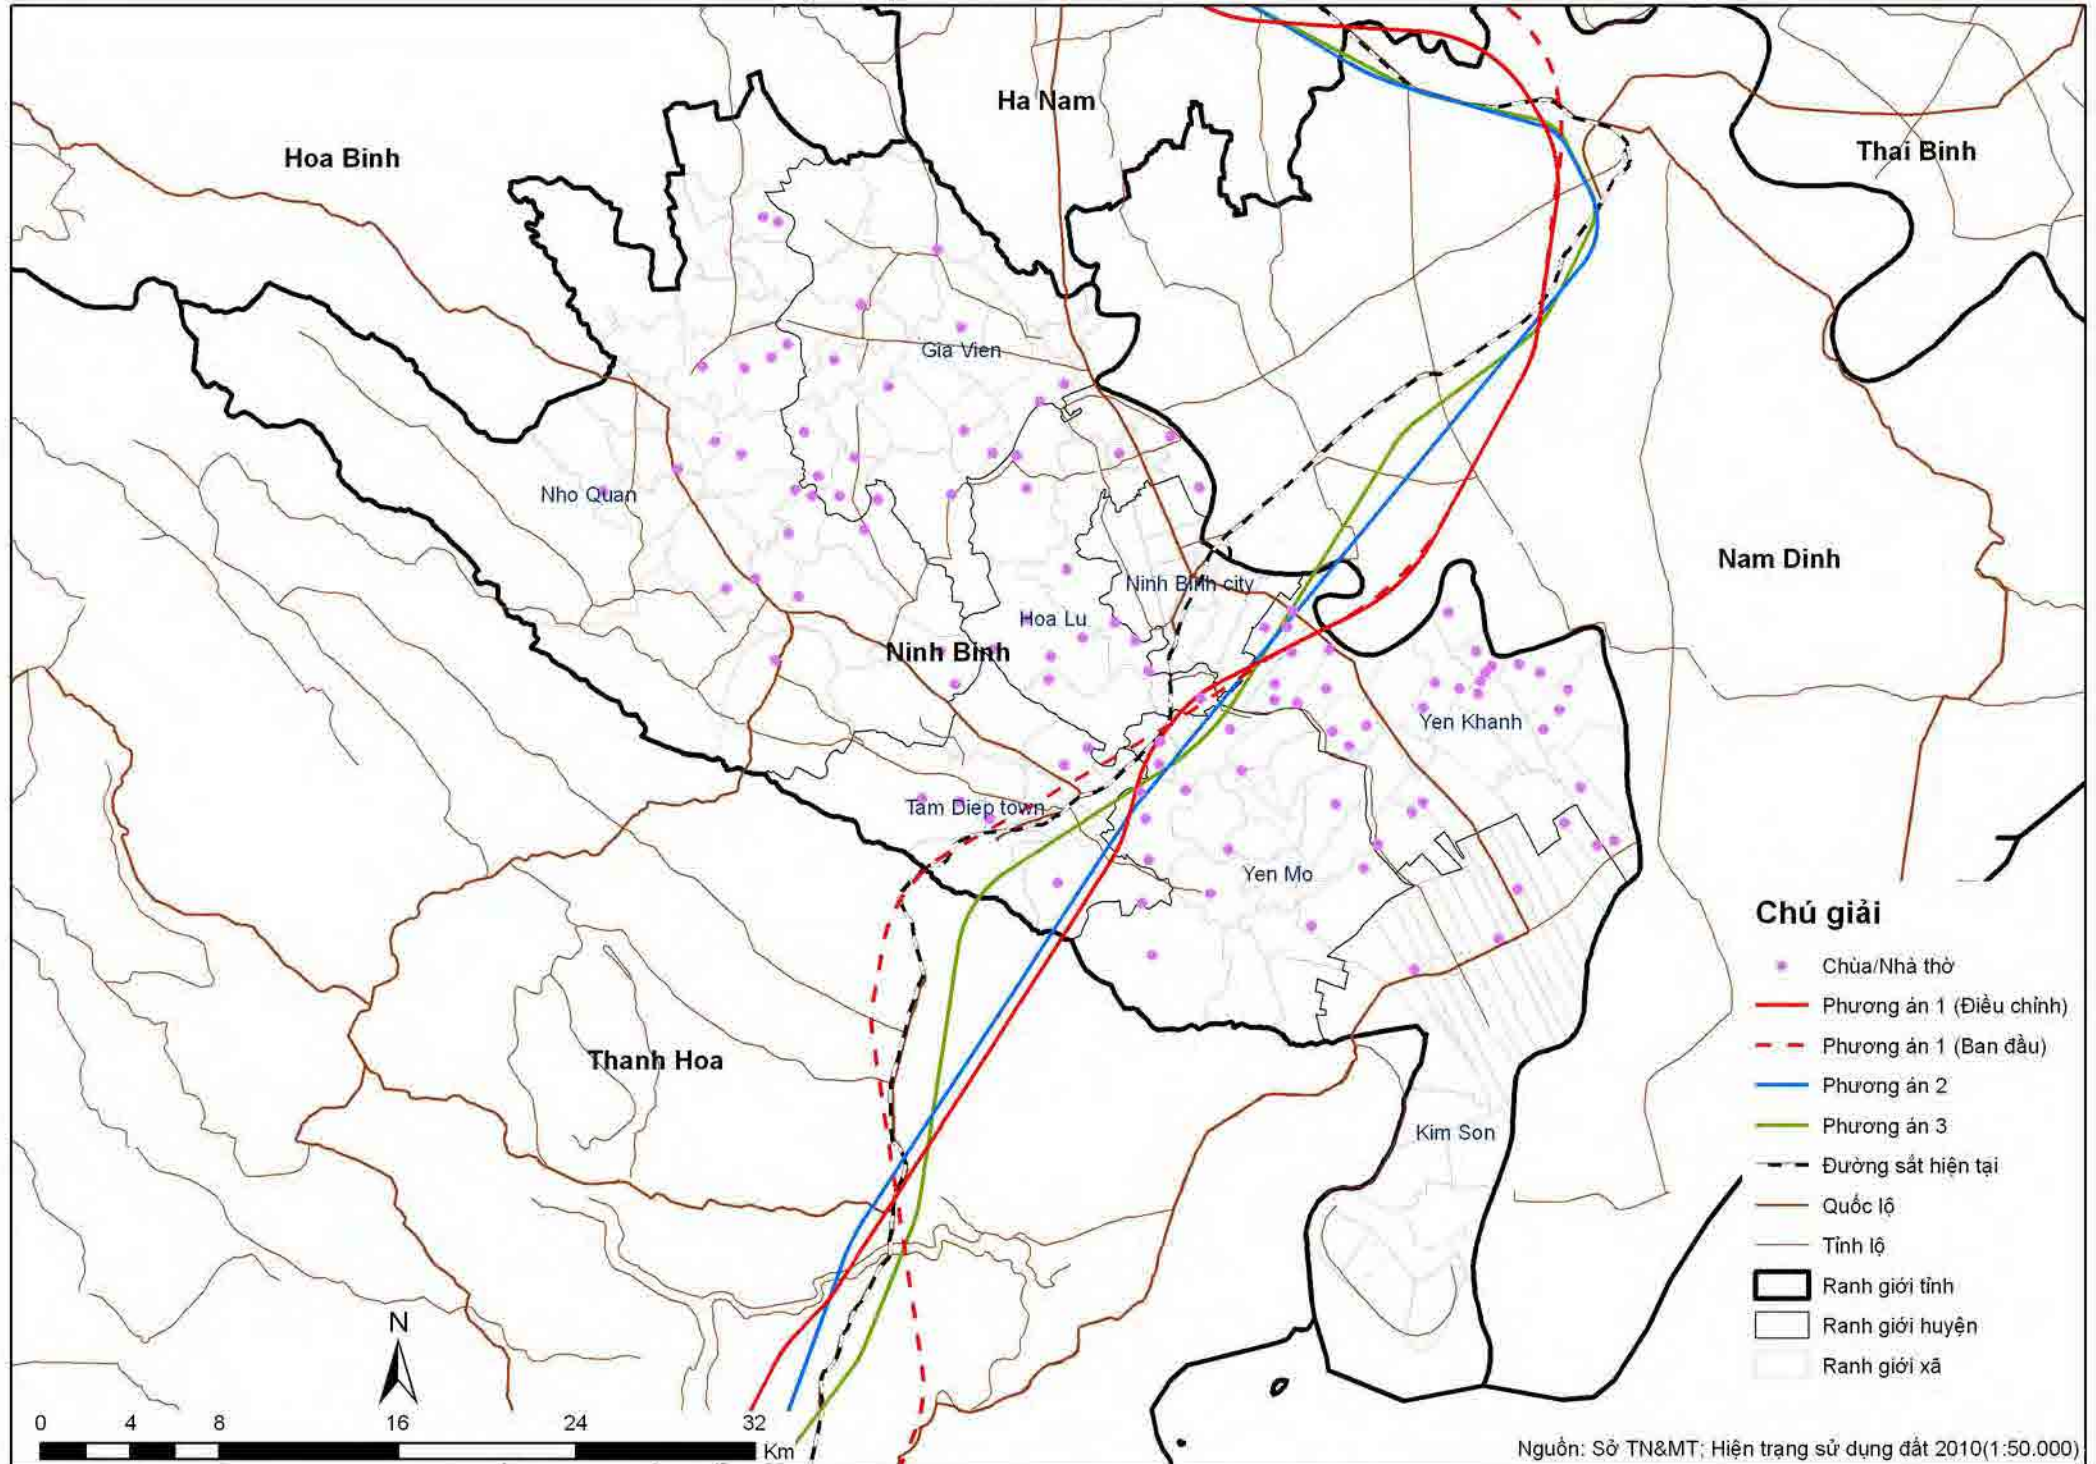 Ha Nam
Hoa Binh
Thai Binh
Gia Vien
Nho Quan
Nam Dinh
Ninh Binh city
Hoa Lu
Ninh Binh
Yen Khanh
Tam Diep town
Yen Mo
Thanh Hoa
Kim Son
Chú giải
Chùa/Nhà thờ
Phương án 1 (Điều chỉnh)
Phương án 1 (Ban đầu)
Phương án 2
Phương án 3
Đường sắt hiện tại
Quốc lộ
Tỉnh lộ
Ranh giới tỉnh
Ranh giới huyện
Ranh giới xã
N
0 4 8 16 24 32
Km
Nguồn: Sở TN&MT; Hiện trạng sử dụng đất 2010(1:50.000)